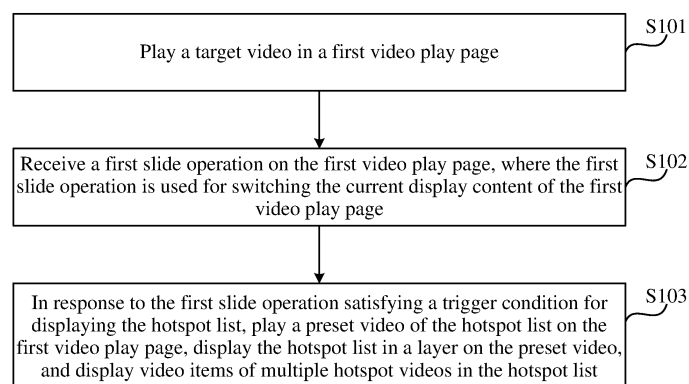 S101
Play a target video in a first video play page
S102
Receive a first slide operation on the first video play page, where the first
slide operation is used for switching the current display content of the first
video play page
S103
In response to the first slide operation satisfying a trigger condition for
displaying the hotspot list, play a preset video of the hotspot list on the
first video play page, display the hotspot list in a layer on the preset video,
and display video items of multiple hotspot videos in the hotspot list